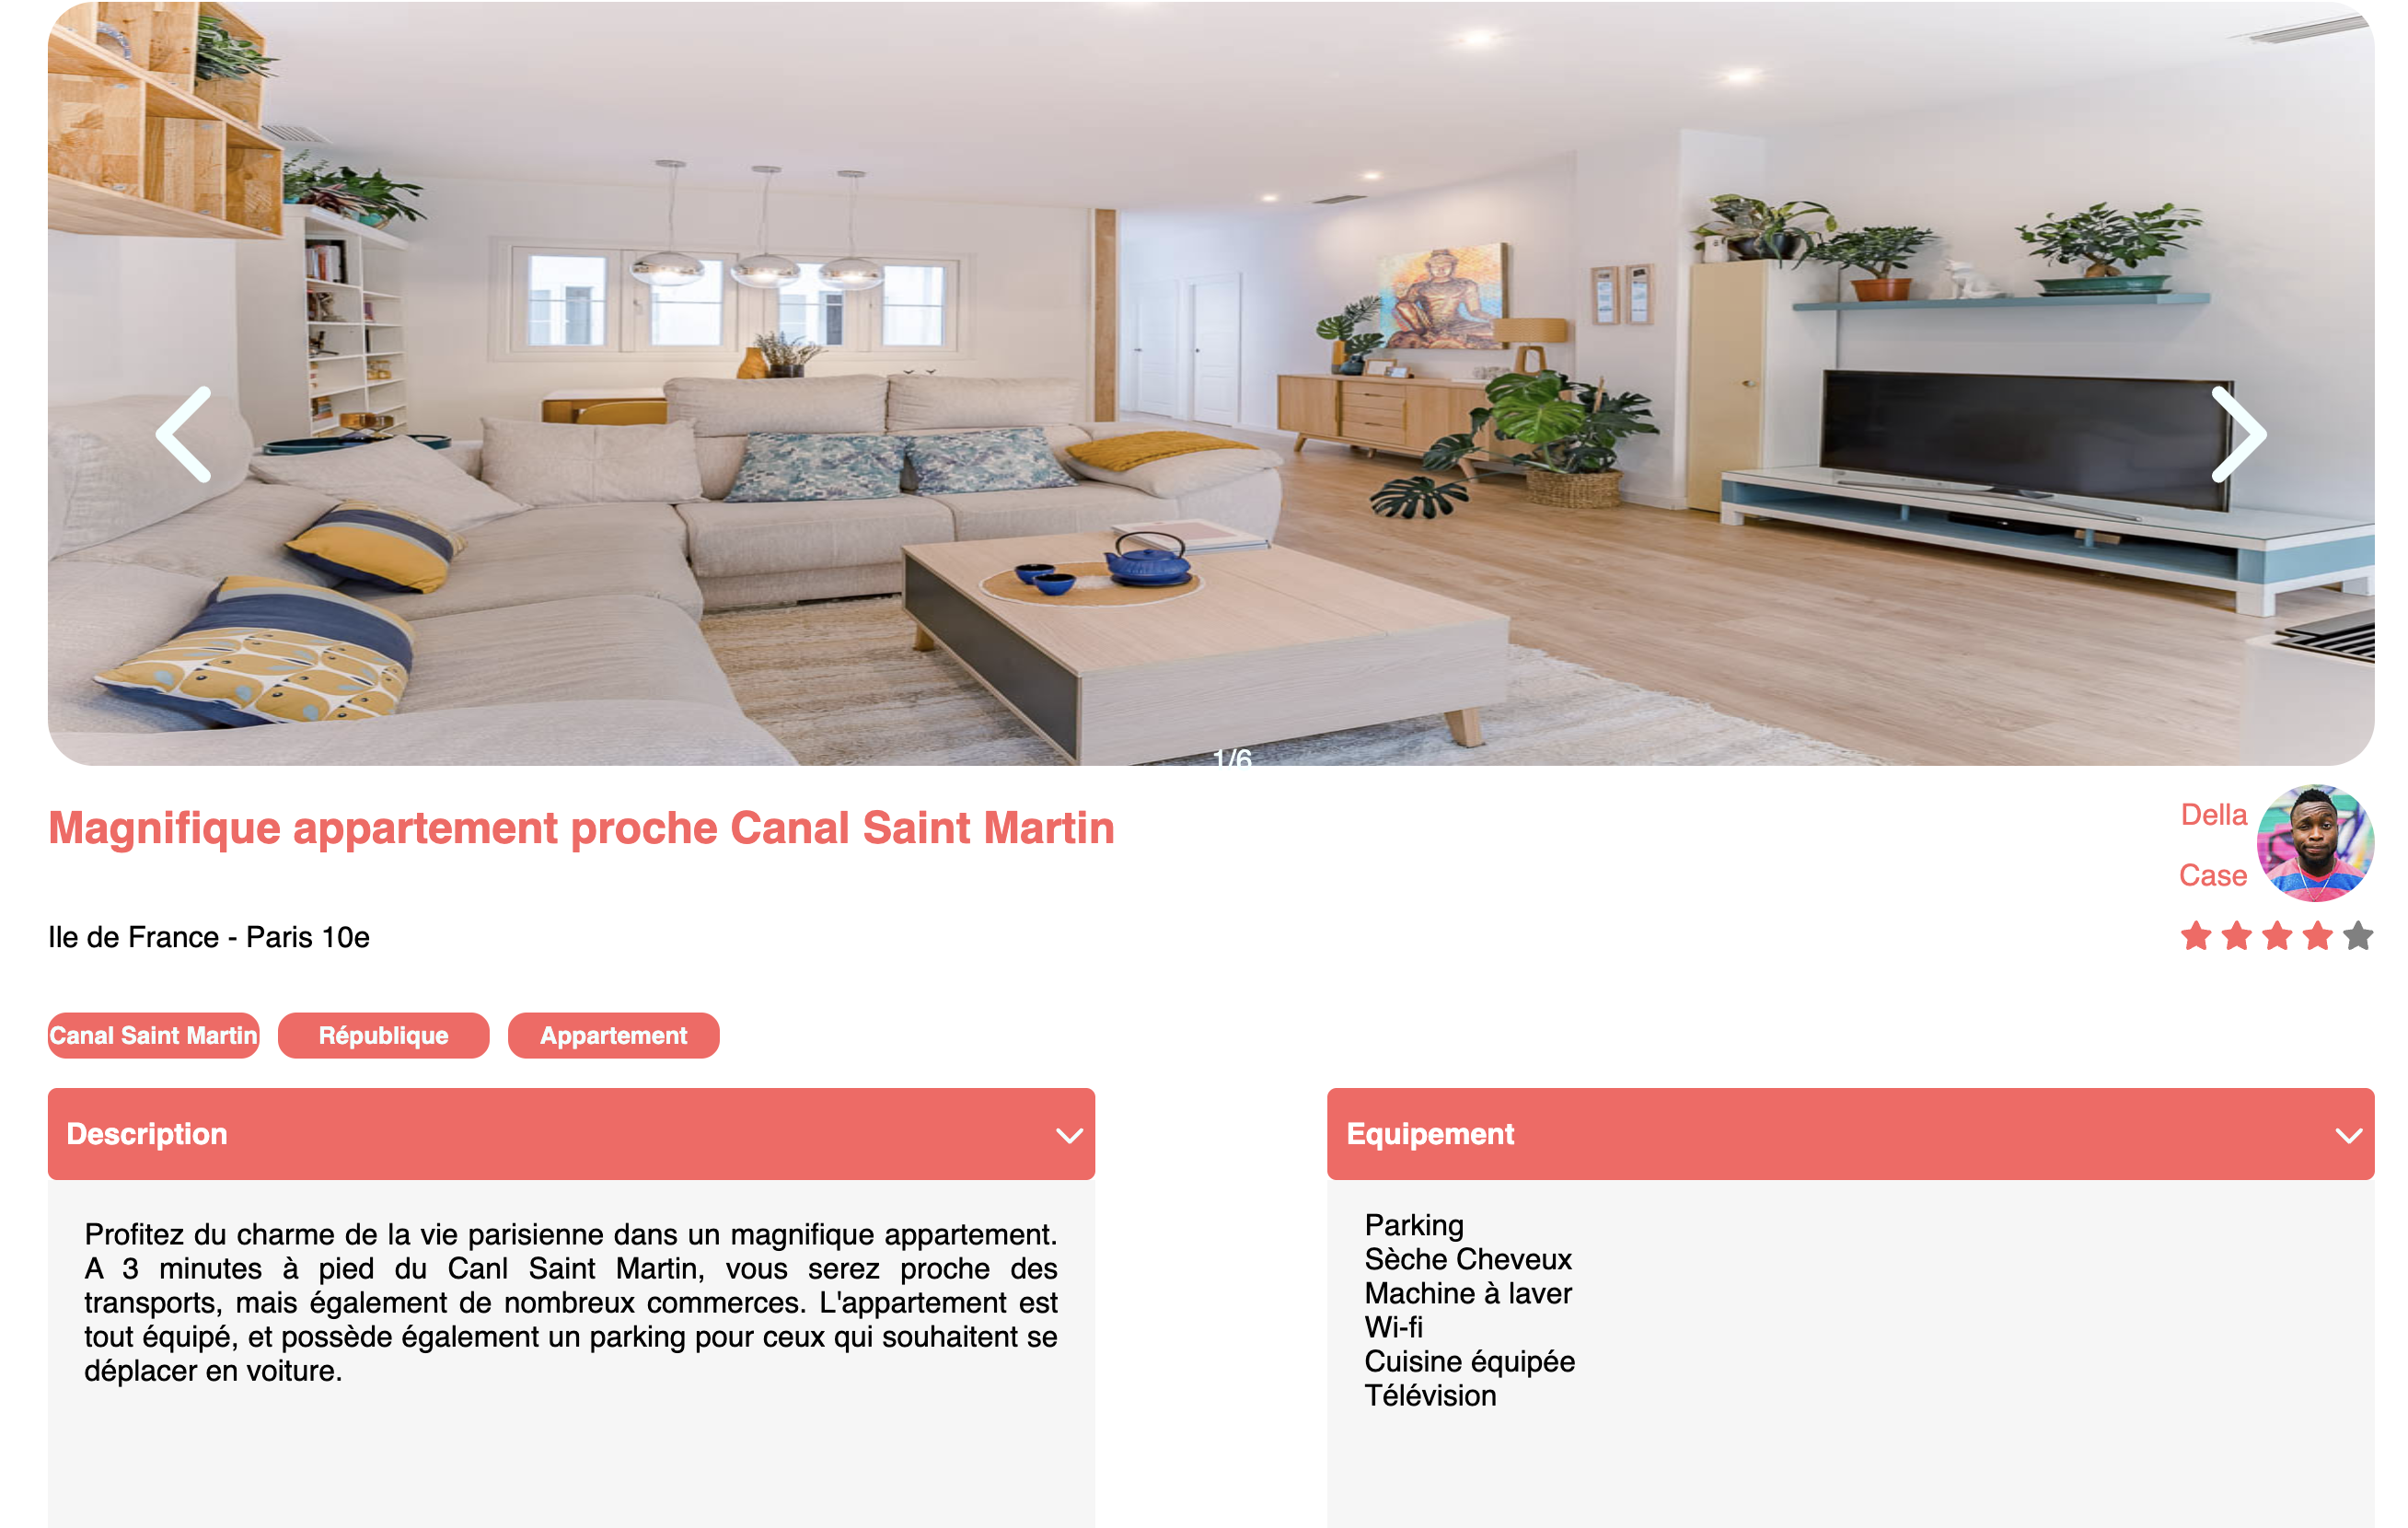 1/6
Magnifique appartement proche Canal Saint Martin
Della
Case
Ile de France - Paris 10e
Canal Saint Martin
République
Appartement
Description
Equipement
Profitez du charme de la vie parisienne dans un magnifique appartement.
A 3 minutes à pied du Canl Saint Martin, vous serez proche des
transports, mais également de nombreux commerces. L'appartement est
tout équipé, et possède également un parking pour ceux qui souhaitent se
déplacer en voiture.
Parking
Sèche Cheveux
Machine à laver
Wi-fi
Cuisine équipée
Télévision